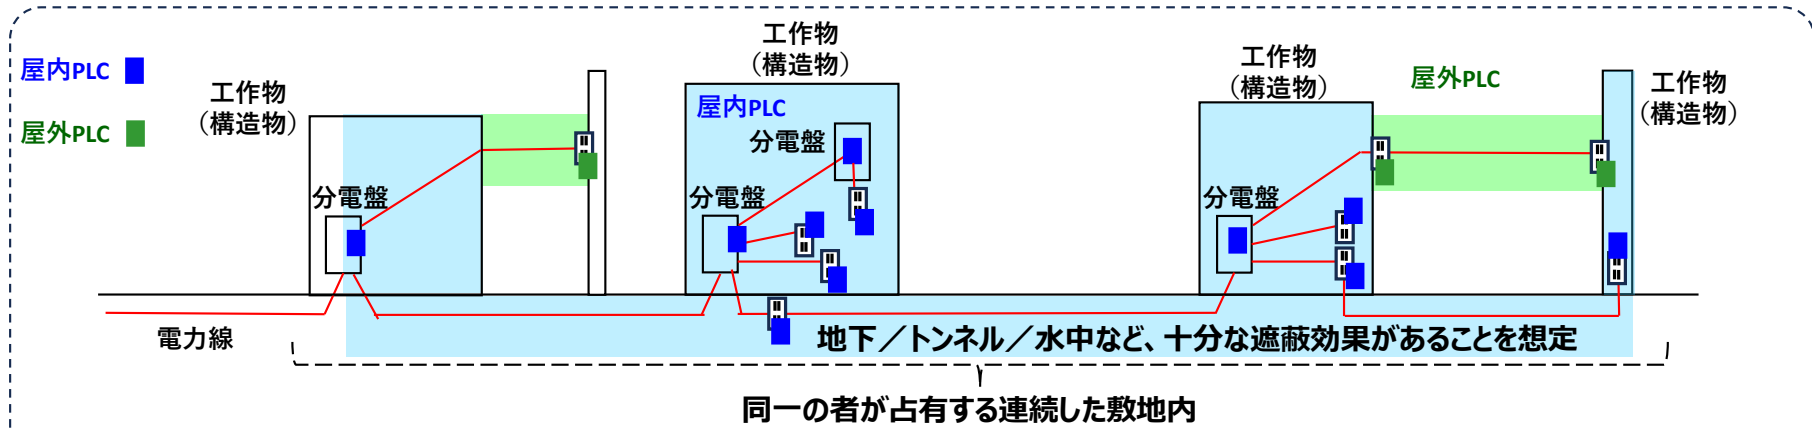 屋内PLC
屋外PLC
工作物
（構造物）
分電盤
工作物
（構造物）
屋内PLC
分電盤
分電盤
工作物
（構造物）
分電盤
屋外PLC
工作物
（構造物）
電力線
地下／トンネル／水中など、十分な遮蔽効果があることを想定
同一の者が占有する連続した敷地内